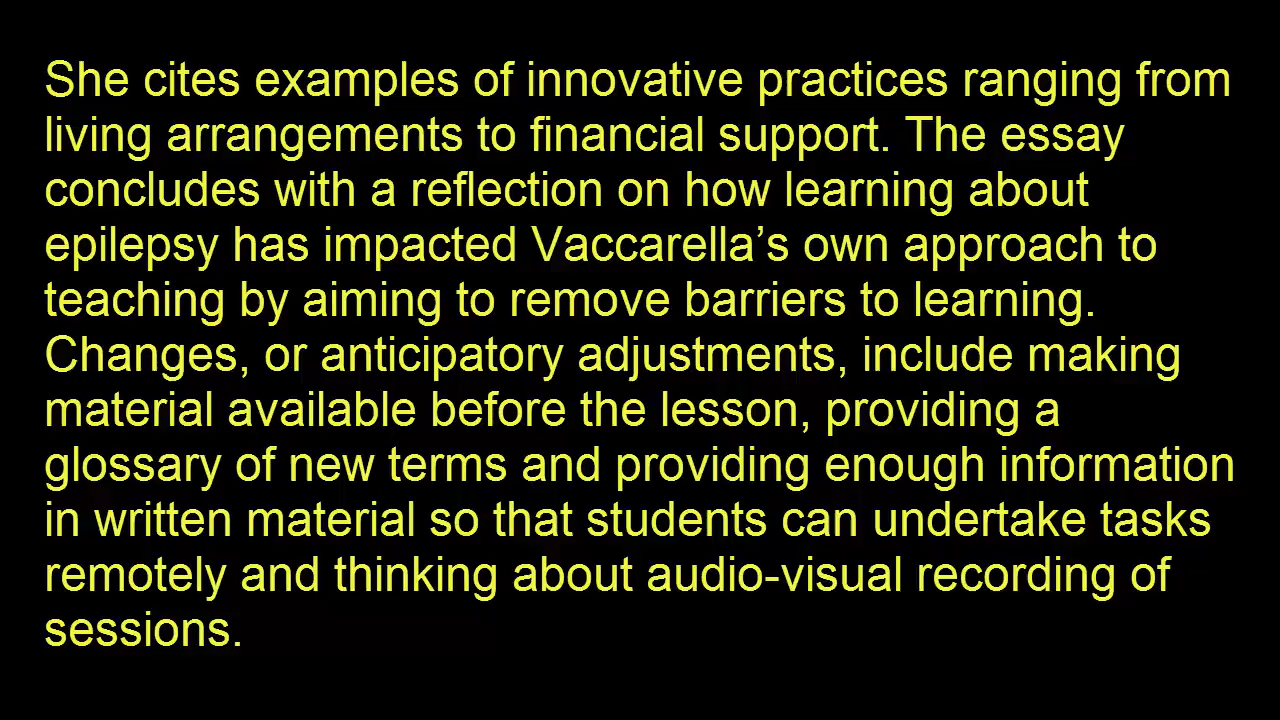 She cites examples of innovative practices ranging from
living arrangements to financial support. The essay
concludes with a reflection on how learning about
epilepsy has impacted Vaccarella’s own approach to
teaching by aiming to remove barriers to learning.
Changes, or anticipatory adjustments, include making
material available before the lesson, providing a
glossary of new terms and providing enough information
in written material so that students can undertake tasks
remotely and thinking about audio-visual recording of
sessions.